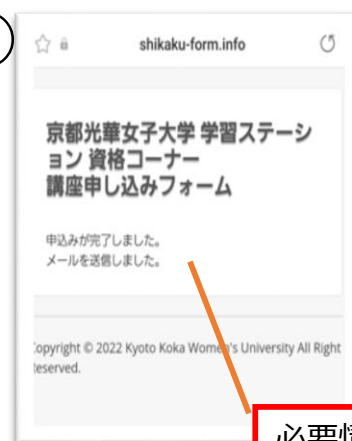 shikaku-form.info
京都光華女子大学 学習ステーシ
ョン 資格コーナー
講座申し込みフォーム
申込みが完了しました。
メールを送信しました。
Copyright © 2022 Kyoto Koka Women's University All Right
Reserved.
必要情